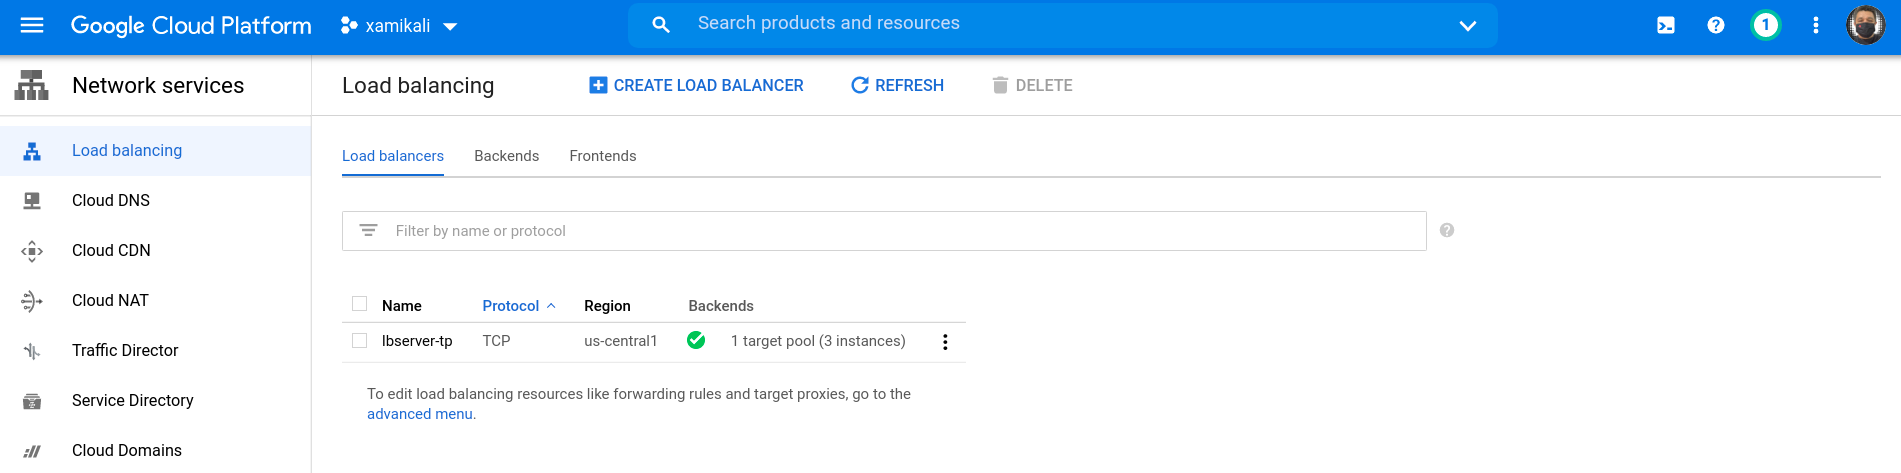 Google Cloud Platform xamikali Search products and resources 1
Network services
Load balancing CREATE LOAD BALANCER REFRESH DELETE
Load balancing
Cloud DNS
Cloud CDN
Cloud NAT
Traffic Director
Service Directory
Cloud Domains
Load balancers Backends Frontends
Filter by name or protocol
Name Protocol Region Backends
lbserver-tp TCP us-central1 1 target pool (3 instances)
To edit load balancing resources like forwarding rules and target proxies, go to the
advanced menu.